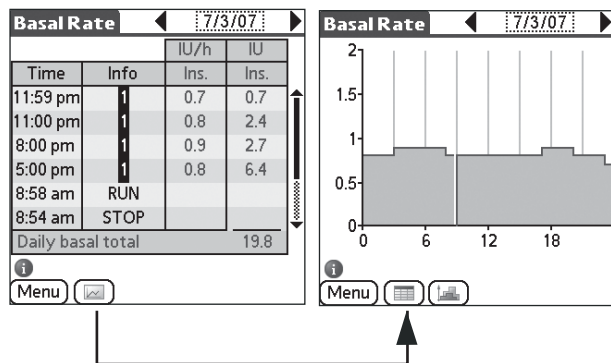 Basal Rate 7/3/07
IU/h IU
Time Info Ins. Ins.
11:59 pm 1 0.7 0.7
11:00 pm 1 0.8 2.4
8:00 pm 1 0.9 2.7
5:00 pm 1 0.8 6.4
8:58 am RUN
8:54 am STOP
Daily basal total 19.8
i
Menu
Basal Rate 7/3/07
2
1.5
1
0.5
0
0 6 12 18
i
Menu